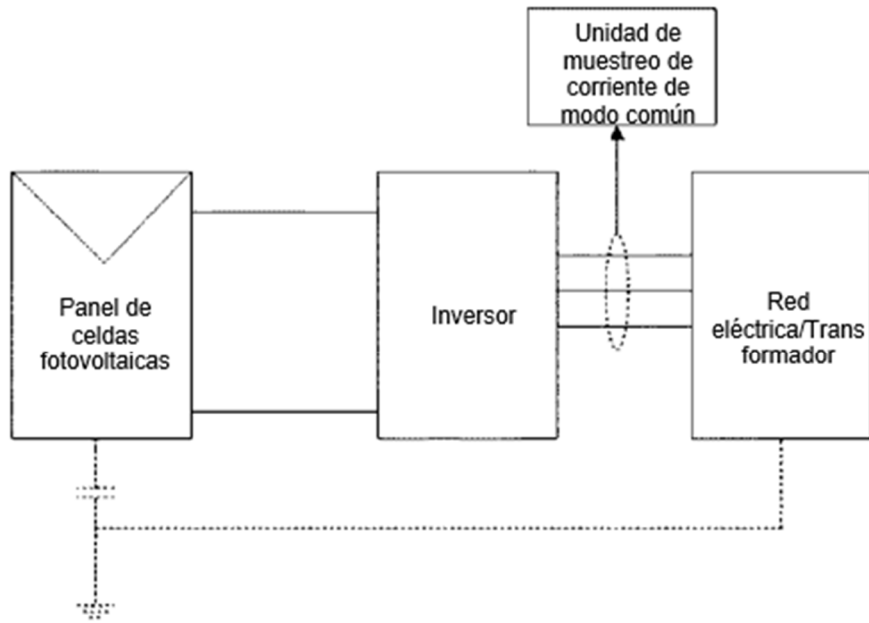 Unidad de
muestreo de
corriente de
modo común
Panel de
celdas
fotovoltaicas
Inversor
Red
eléctrica/Trans
formador